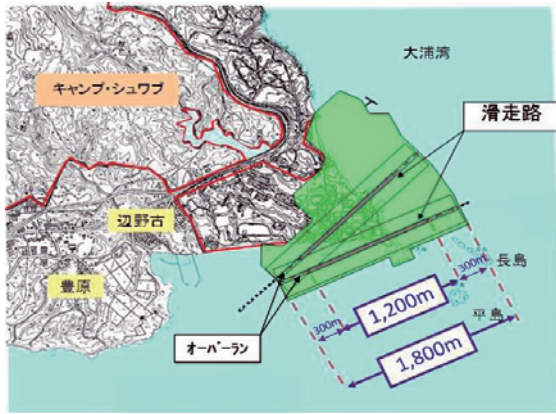 大浦湾
キャンプ・シュワブ
滑走路
辺野古
長島
豊原
300m
1,200m
平島
300m
オーバーラン
1,800m